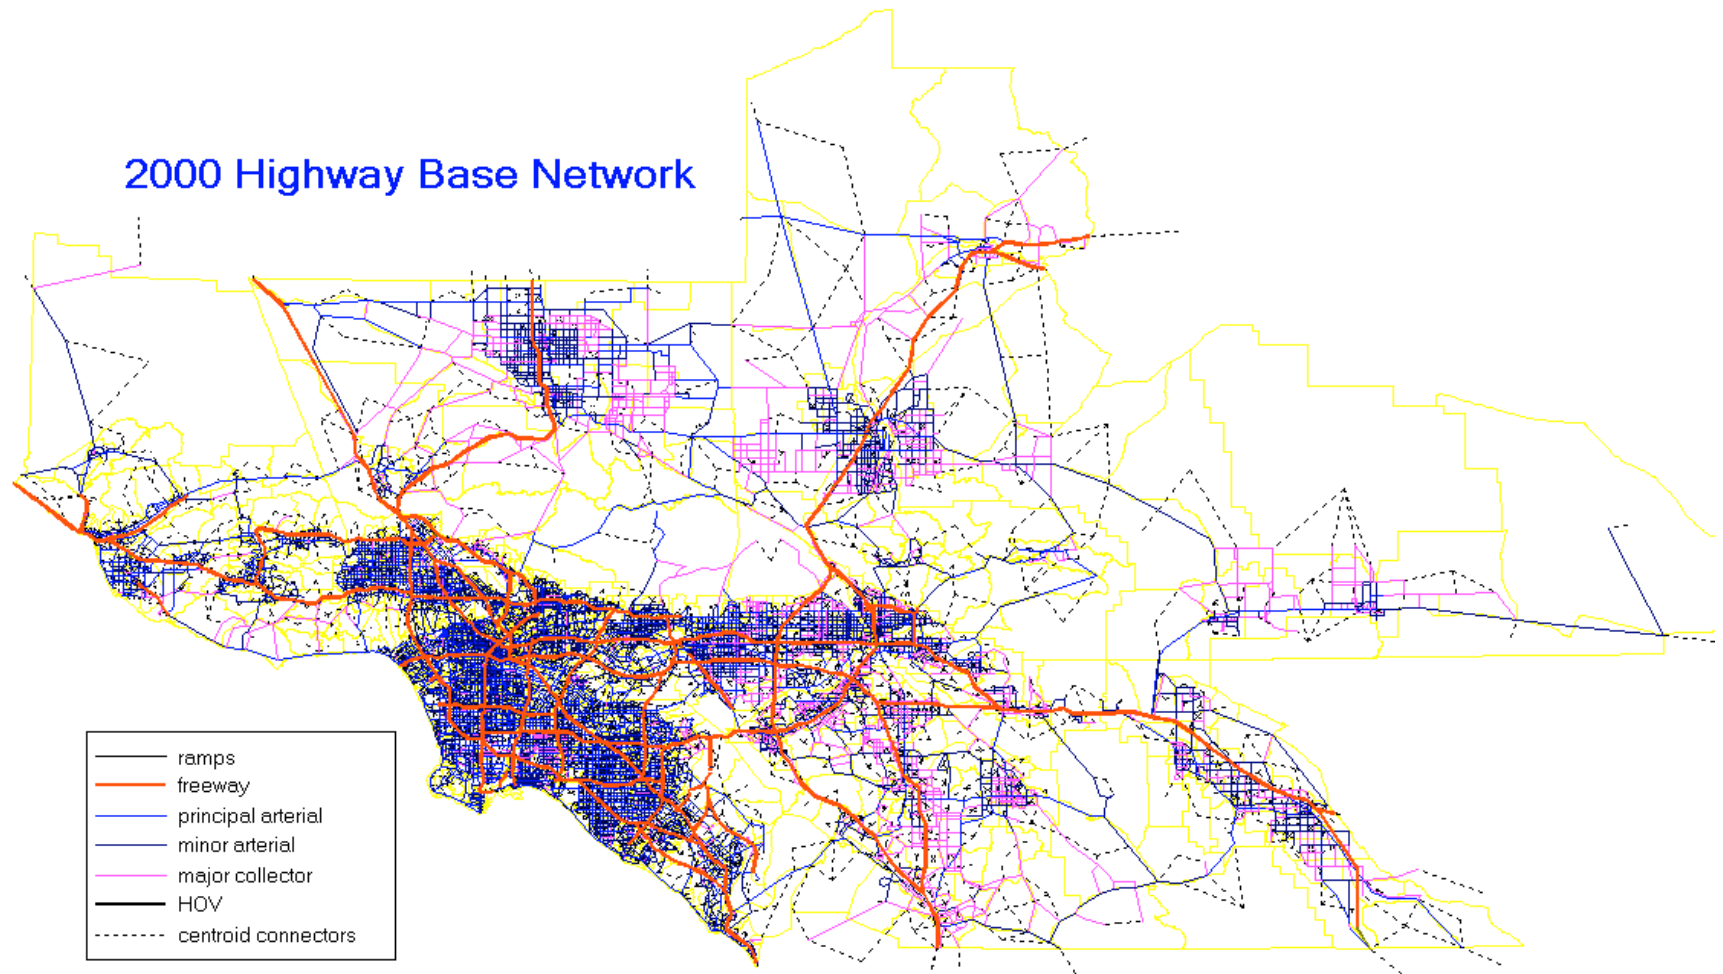 2000 Highway Base Network
ramps
freeway
principal arterial
minor arterial
major collector
HOV
centroid connectors